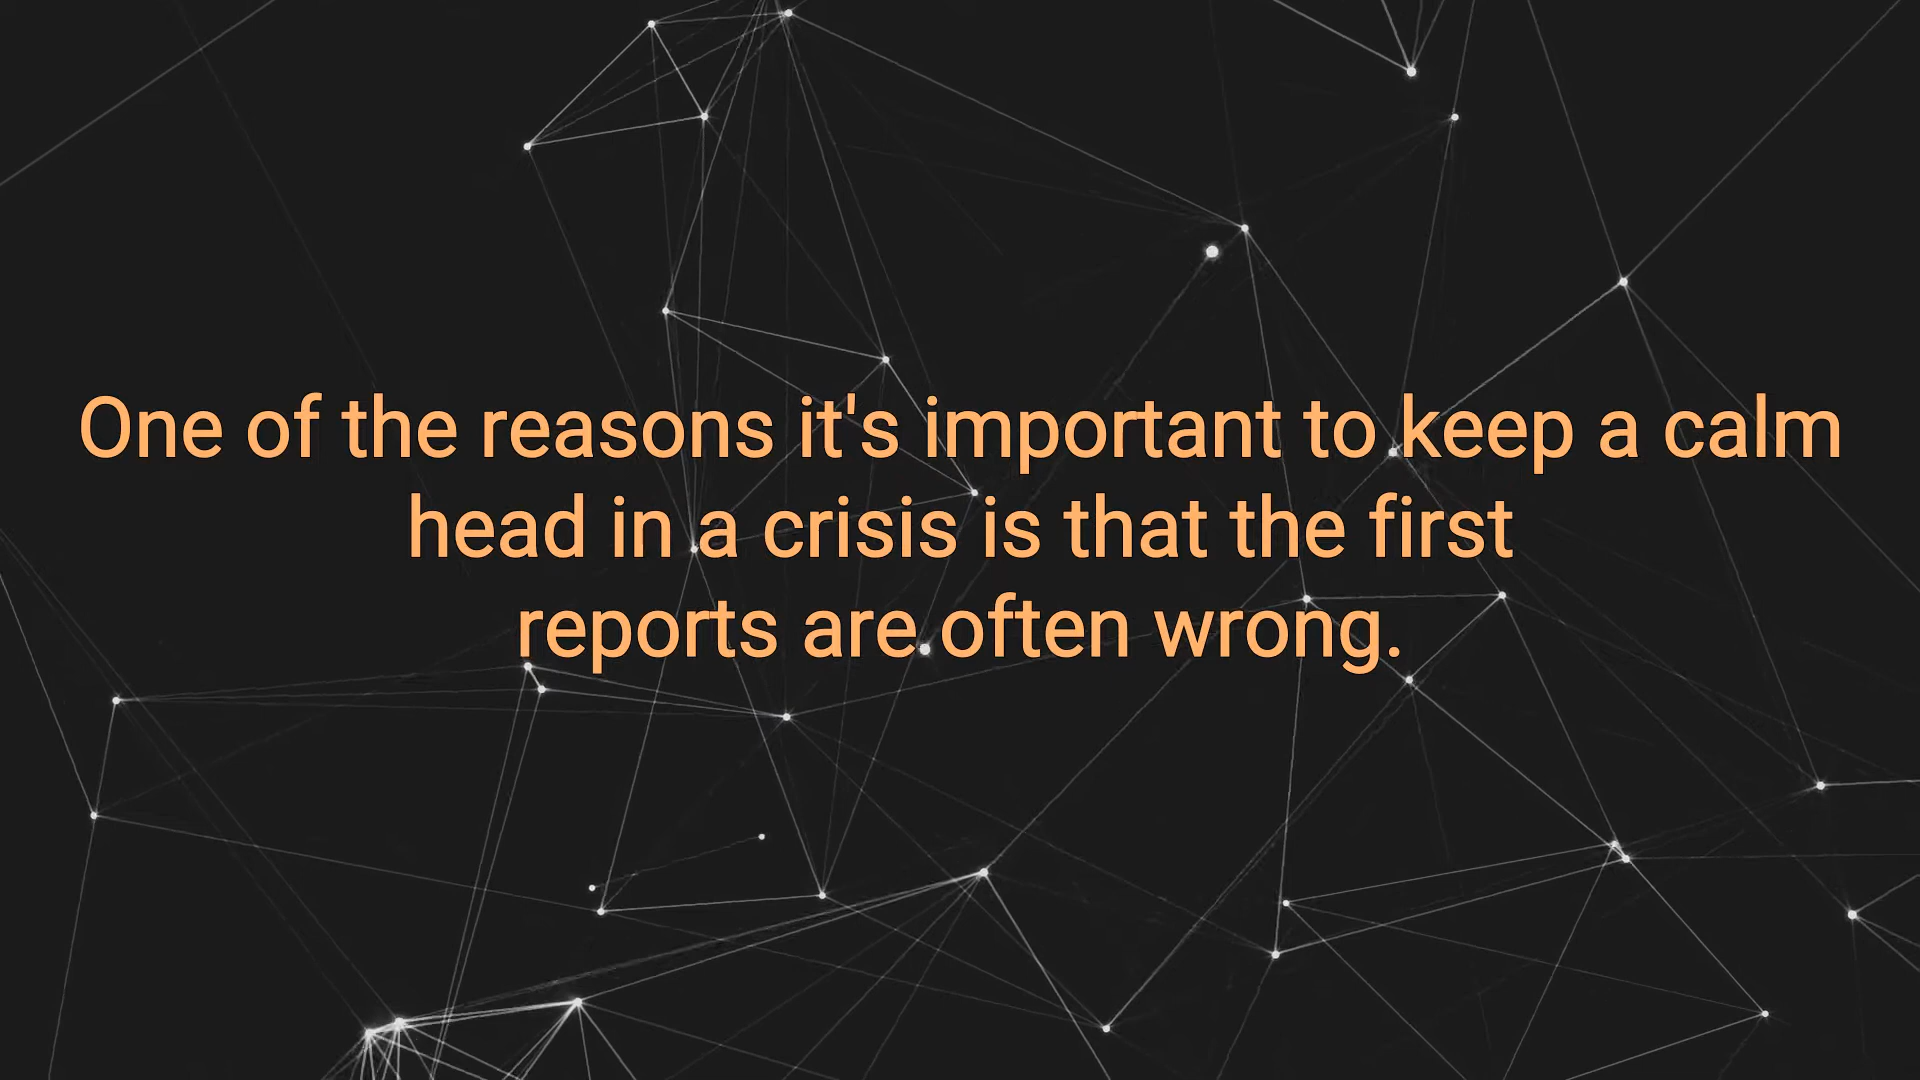 One of the reasons it's important to keep a calm
head in a crisis is that the first
reports are often wrong.